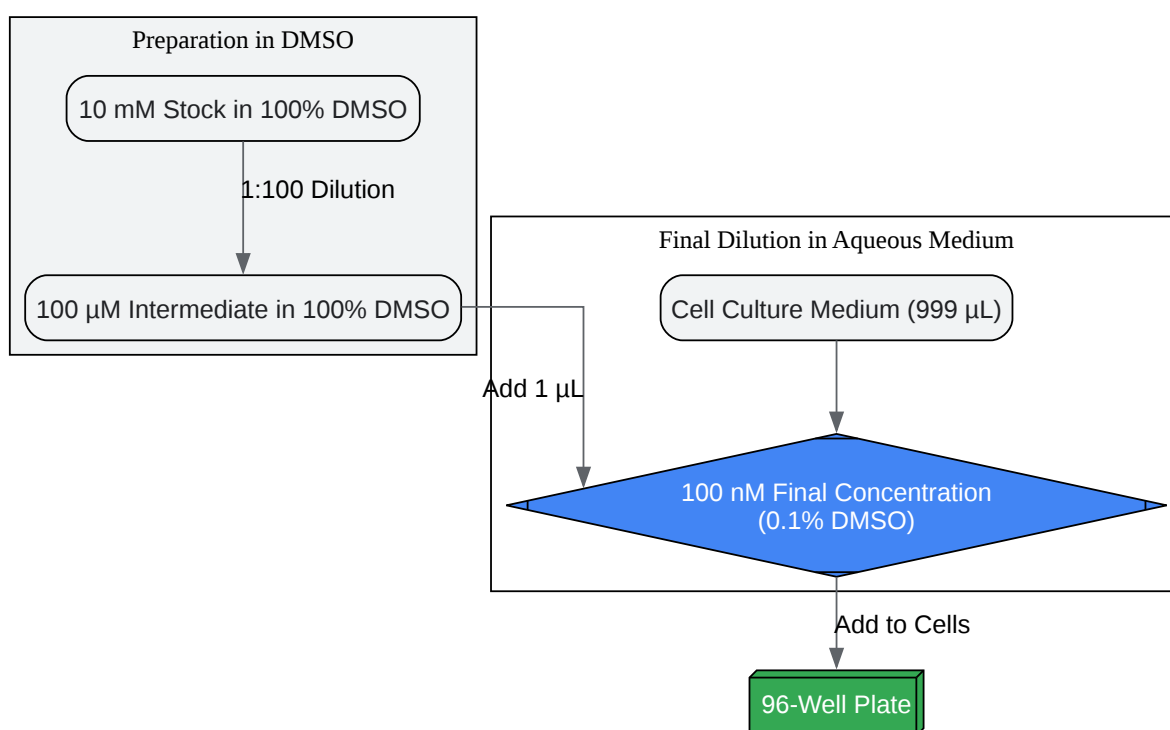 Preparation in DMSO
10 mM Stock in 100% DMSO
1:100 Dilution
100 µM Intermediate in 100% DMSO
Final Dilution in Aqueous Medium
Cell Culture Medium (999 µL)
Add 1 µL
100 nM Final Concentration
(0.1% DMSO)
Add to Cells
96-Well Plate